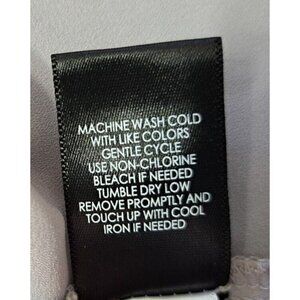 MACHINE WASH COLD
WITH LIKE COLORS
GENTLE CYCLE
USE NON-CHLORINE
BLEACH IF NEEDED
TUMBLE DRY LOW
REMOVE PROMPTLY AND
TOUCH UP WITH COOL
IRON IF NEEDED